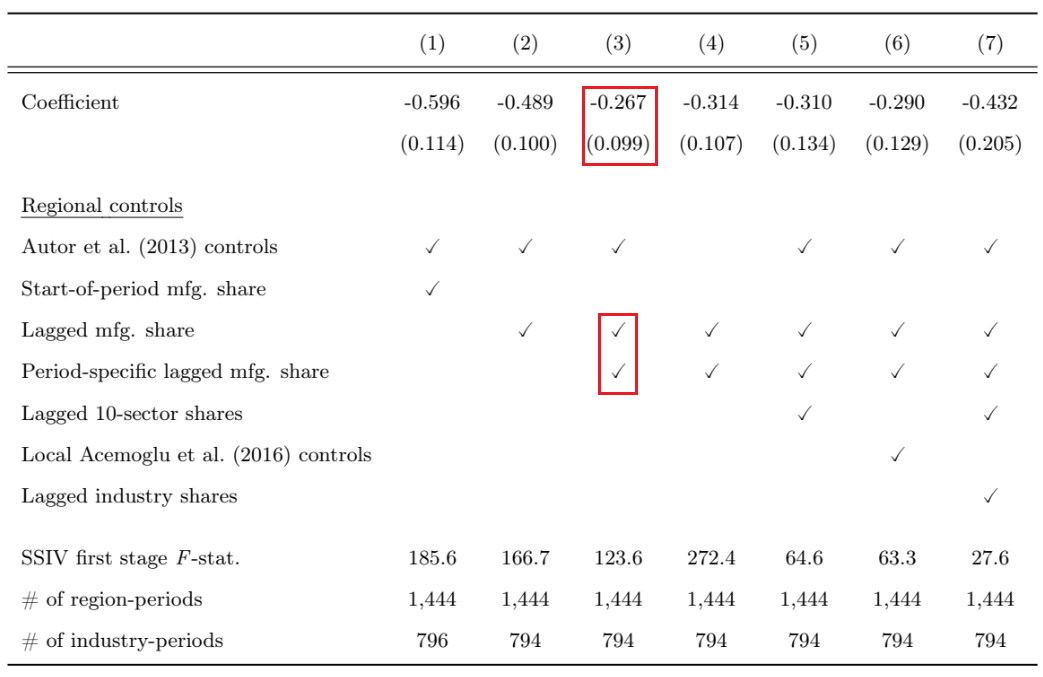 (1) (2) (3) (4) (5) (6) (7)
Coefficient -0.596 -0.489 -0.267 -0.314 -0.310 -0.290 -0.432
(0.114) (0.100) (0.099) (0.107) (0.134) (0.129) (0.205)
Regional controls
Autor et al. (2013) controls ✓ ✓ ✓ ✓ ✓ ✓
Start-of-period mfg. share ✓
Lagged mfg. share ✓ ✓ ✓ ✓ ✓ ✓
Period-specific lagged mfg. share ✓ ✓ ✓ ✓ ✓
Lagged 10-sector shares ✓ ✓
Local Acemoglu et al. (2016) controls ✓
Lagged industry shares ✓
SSIV first stage F-stat. 185.6 166.7 123.6 272.4 64.6 63.3 27.6
# of region-periods 1,444 1,444 1,444 1,444 1,444 1,444 1,444
# of industry-periods 796 794 794 794 794 794 794